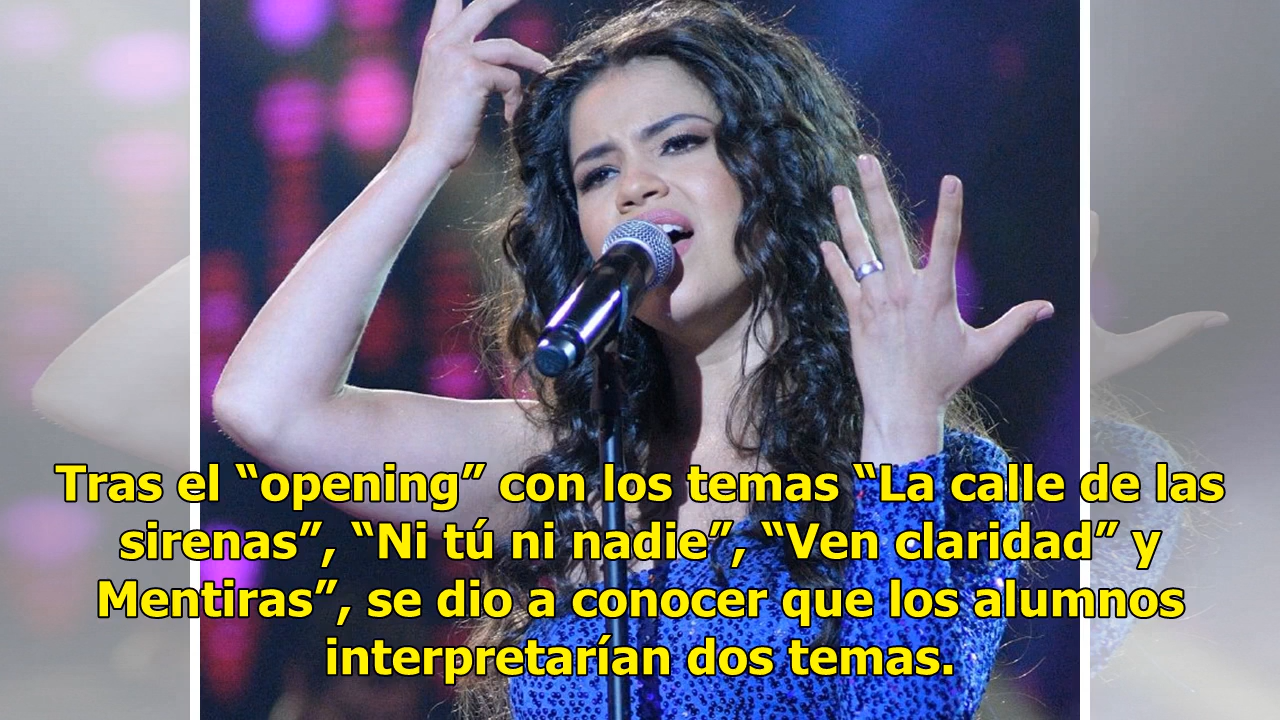 Tras el “opening” con los temas “La calle de las
sirenas”, “Ni tú ni nadie”, “Ven claridad” y
Mentiras”, se dio a conocer que los alumnos
interpretarían dos temas.